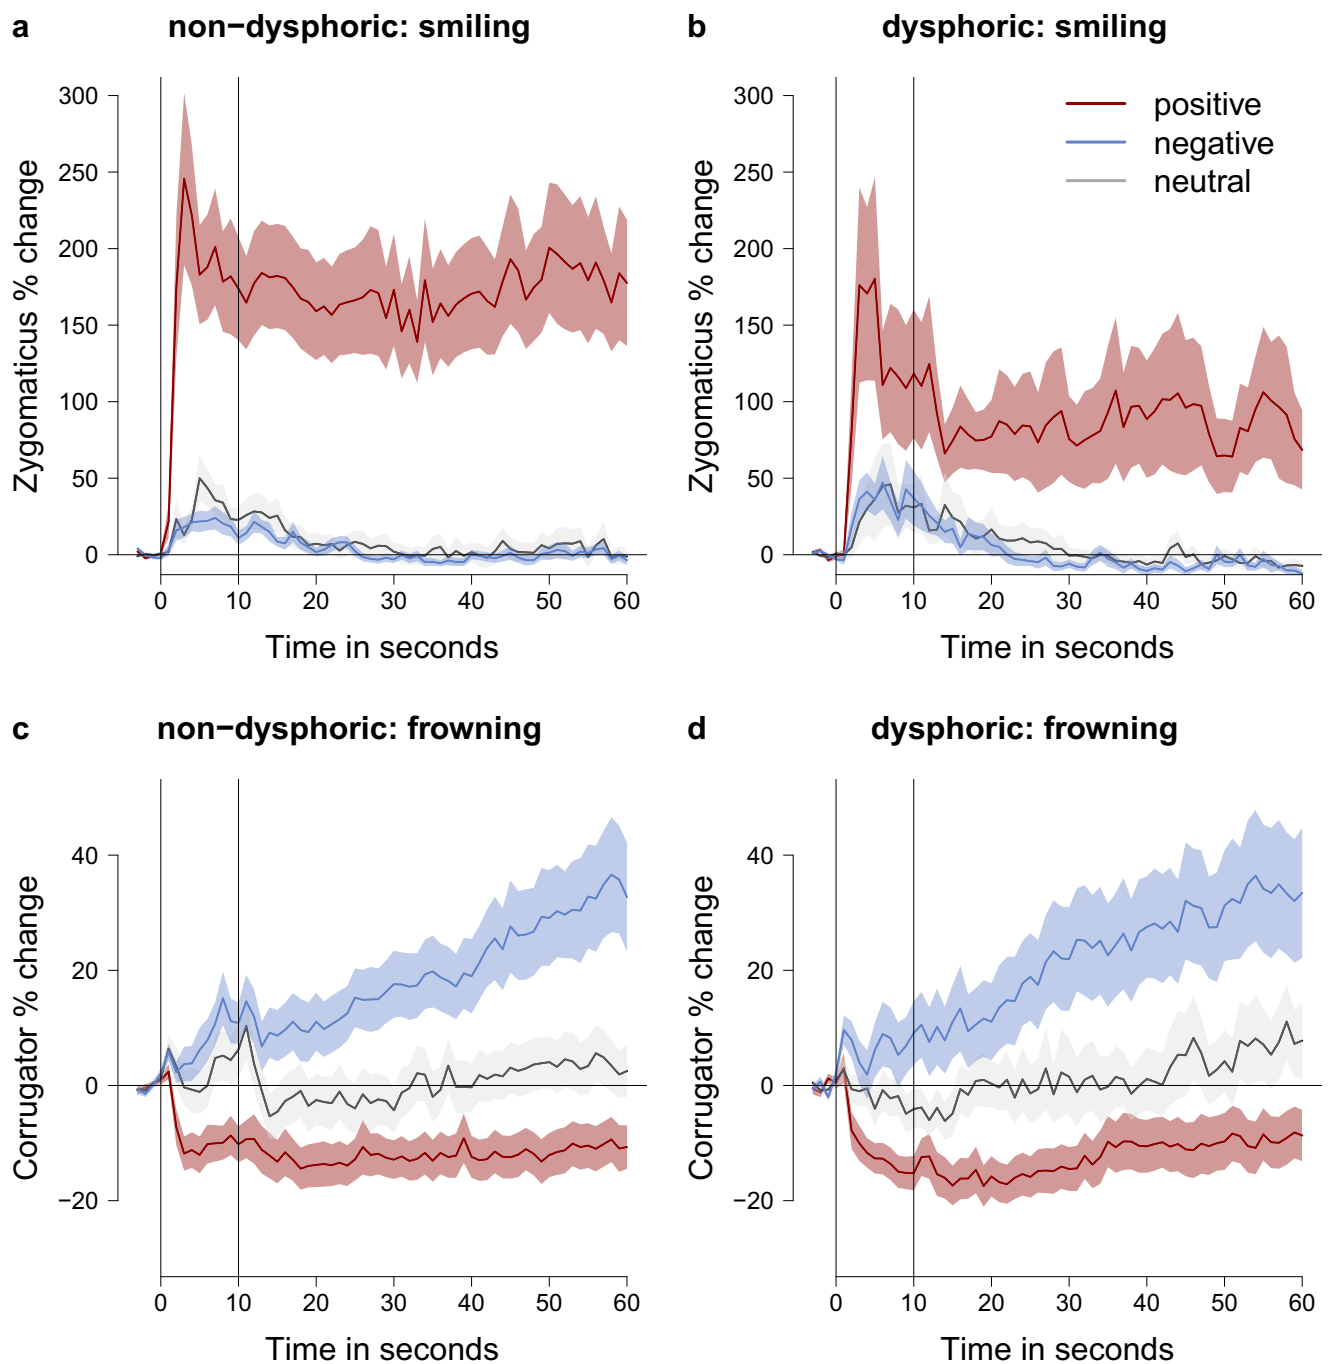 a non−dysphoric: smiling
Zygomaticus % change
300
250
200
150
100
50
0
0 10 20 30 40 50 60
Time in seconds
b dysphoric: smiling
positive
negative
neutral
Zygomaticus % change
300
250
200
150
100
50
0
0 10 20 30 40 50 60
Time in seconds
c non−dysphoric: frowning
Corrugator % change
40
20
0
−20
0 10 20 30 40 50 60
Time in seconds
d dysphoric: frowning
Corrugator % change
40
20
0
−20
0 10 20 30 40 50 60
Time in seconds